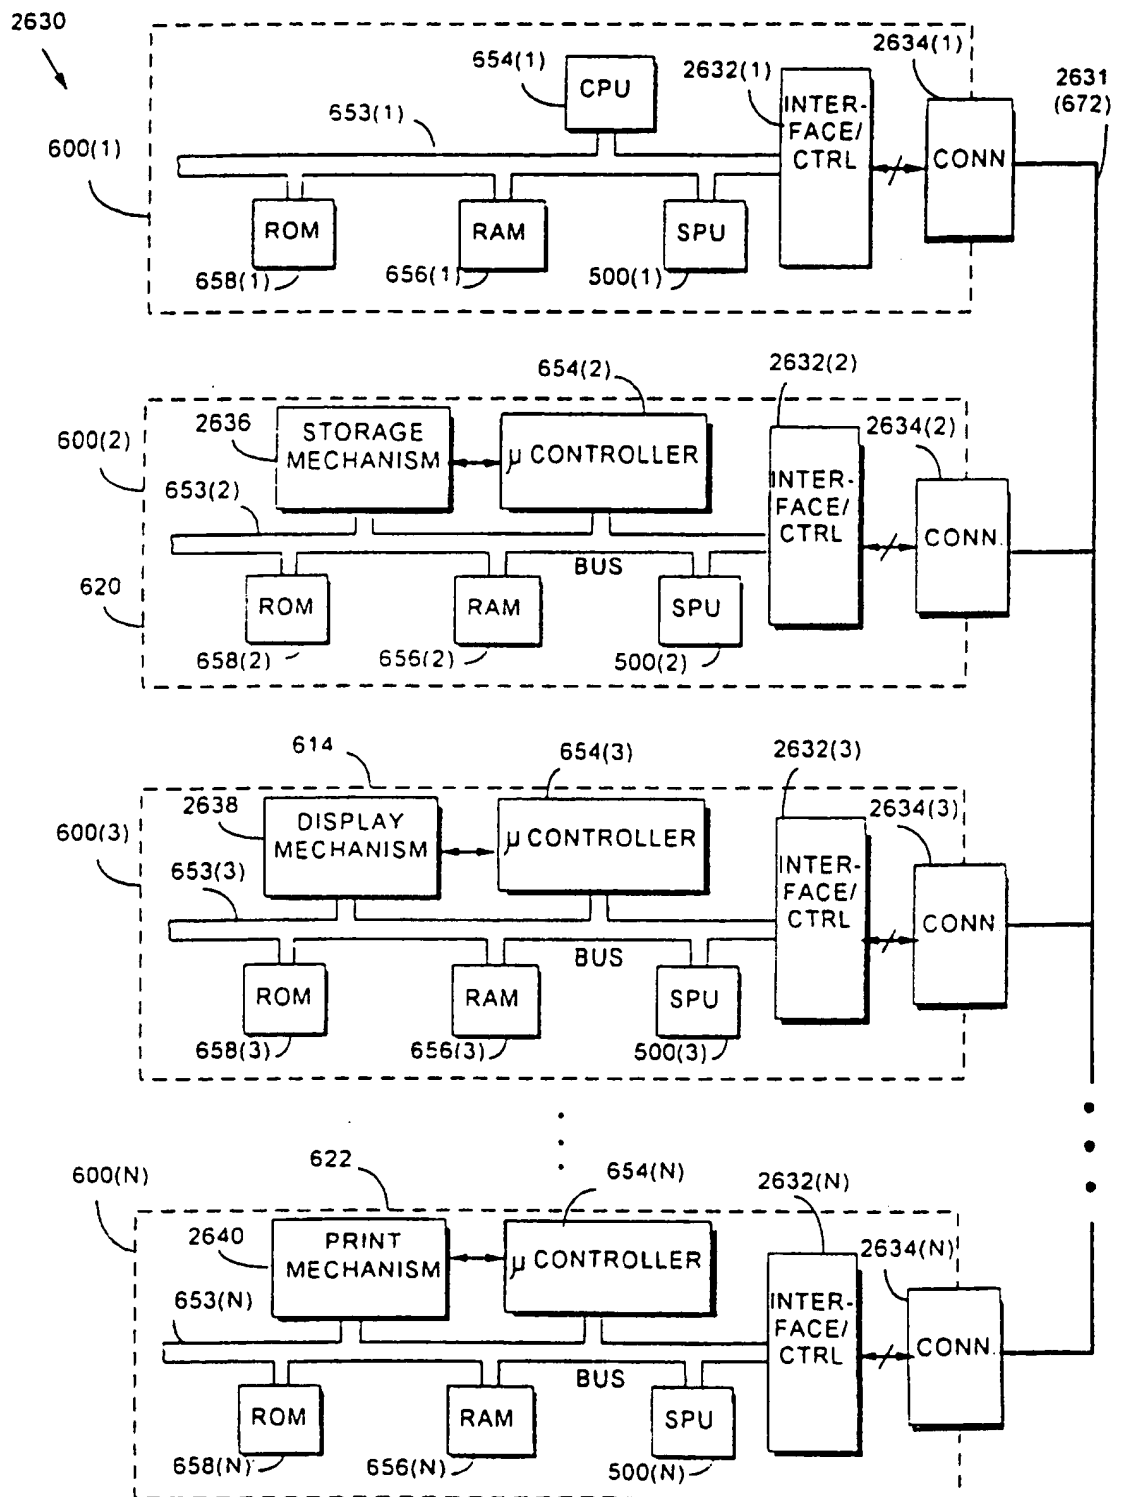 2630
2634(1)
654(1)
2632(1)
2631
(672)
CPU
INTER-
FACE/
CTRL
653(1)
600(1)
CONN
ROM
RAM
SPU
658(1)
656(1)
500(1)
654(2)
2632(2)
2636
STORAGE
MECHANISM
μ CONTROLLER
600(2)
2634(2)
653(2)
INTER-
FACE/
CTRL
CONN.
BUS
620
ROM
RAM
SPU
658(2)
656(2)
500(2)
614
654(3)
2632(3)
2638
DISPLAY
MECHANISM
μ CONTROLLER
2634(3)
600(3)
653(3)
INTER-
FACE/
CTRL
CONN
BUS
ROM
RAM
SPU
658(3)
656(3)
500(3)
622
654(N)
600(N)
2632(N)
2640
PRINT
MECHANISM
μ CONTROLLER
2634(N)
653(N)
INTER-
FACE/
CTRL
CONN.
BUS
ROM
RAM
SPU
658(N)
656(N)
500(N)